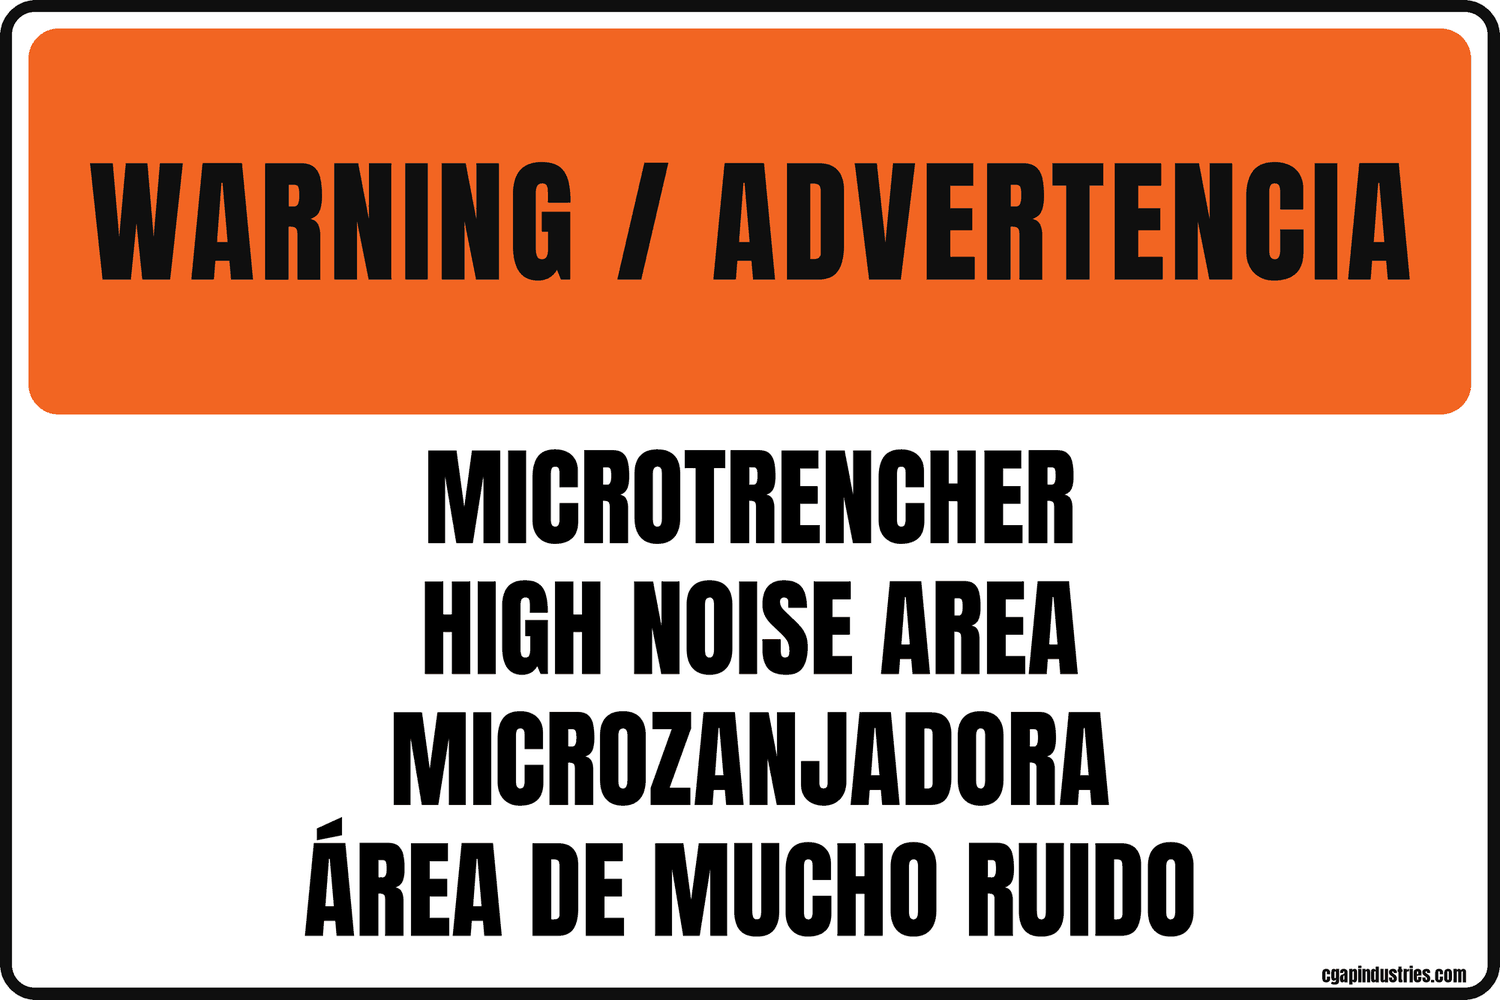 WARNING / ADVERTENCIA
MICROTRENCHER
HIGH NOISE AREA
MICROZANJADORA
ÁREA DE MUCHO RUIDO
cgapindustries.com